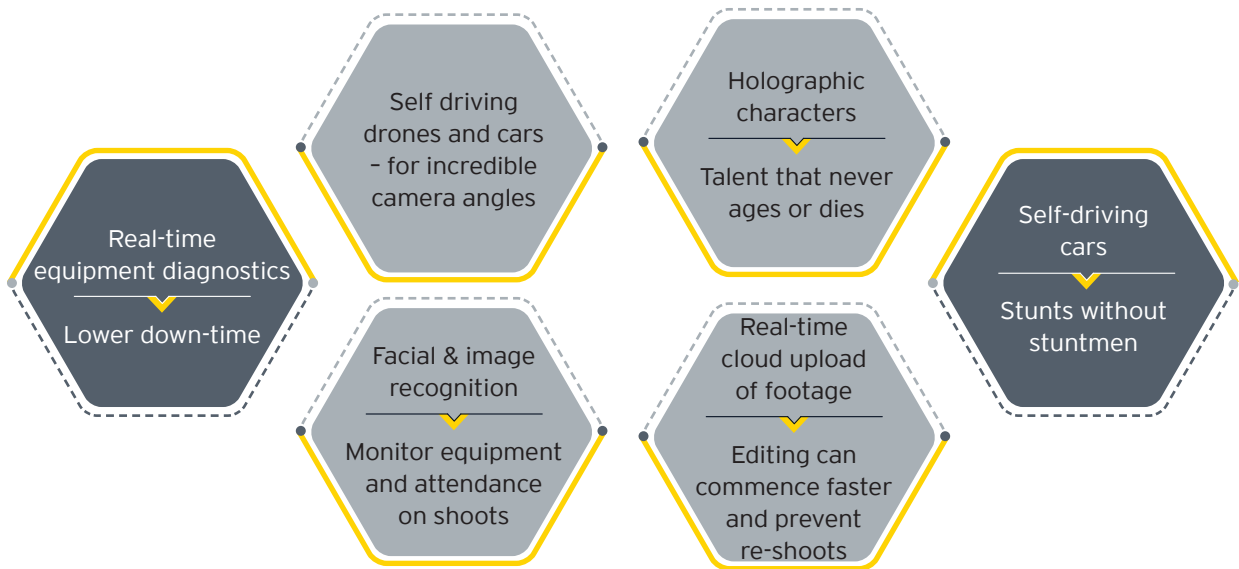 Real-time
equipment diagnostics
Lower down-time
Self driving
drones and cars
– for incredible
camera angles
Facial & image
recognition
Monitor equipment
and attendance
on shoots
Holographic
characters
Talent that never
ages or dies
Real-time
cloud upload
of footage
Editing can
commence faster
and prevent
re-shoots
Self-driving
cars
Stunts without
stuntmen